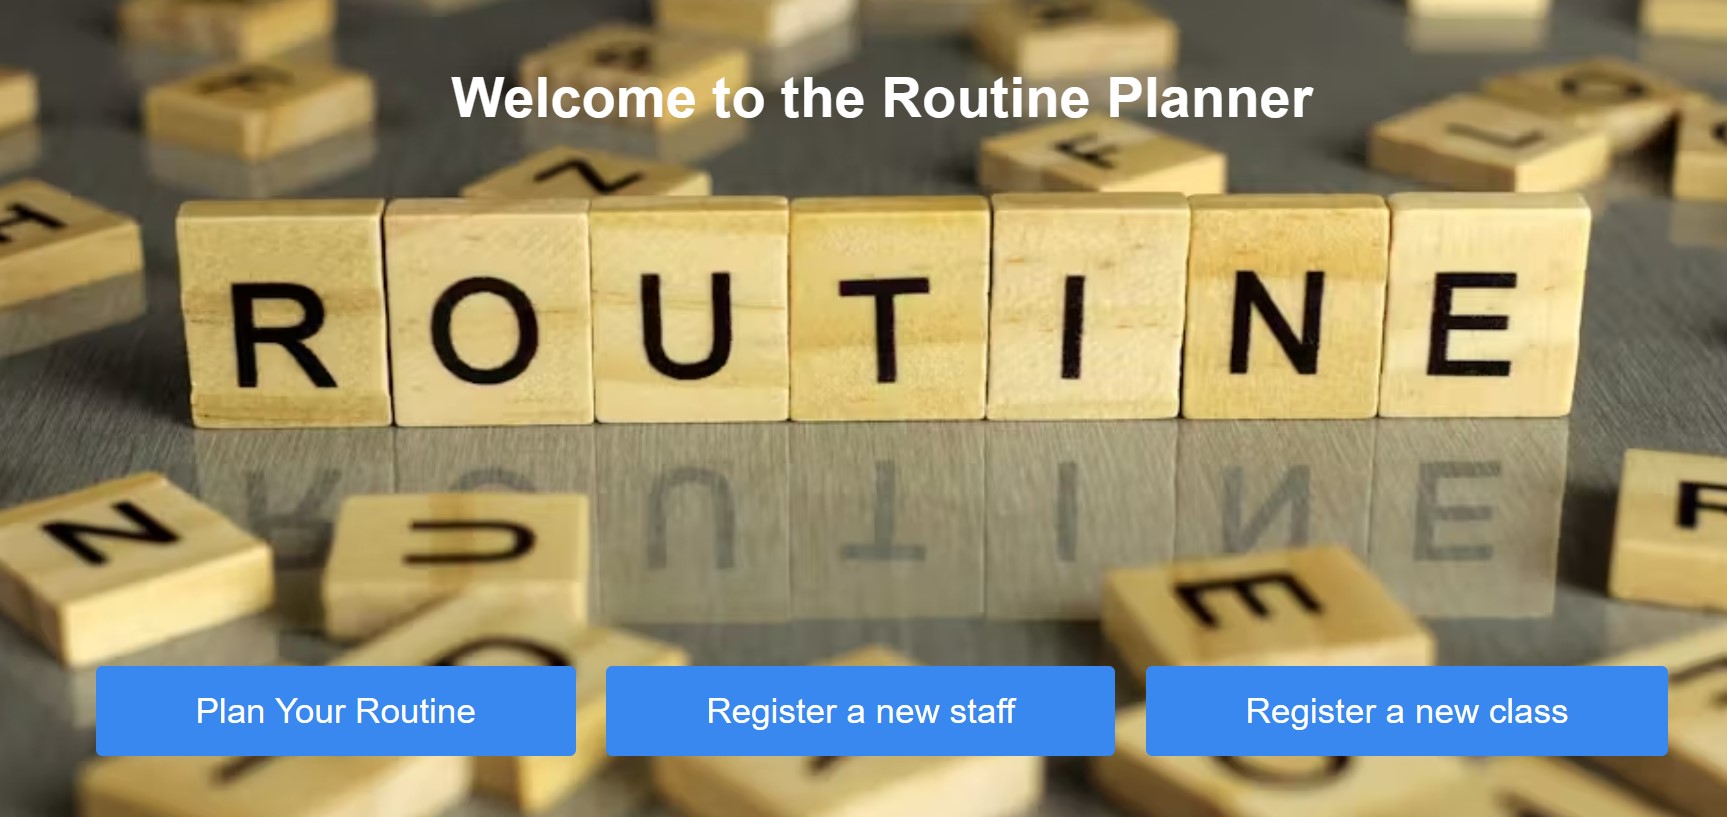 Welcome to the Routine Planner
ROUTINE
N
F
Z
F
L
O
H
N
U
E
F
Plan Your Routine
Register a new staff
Register a new class